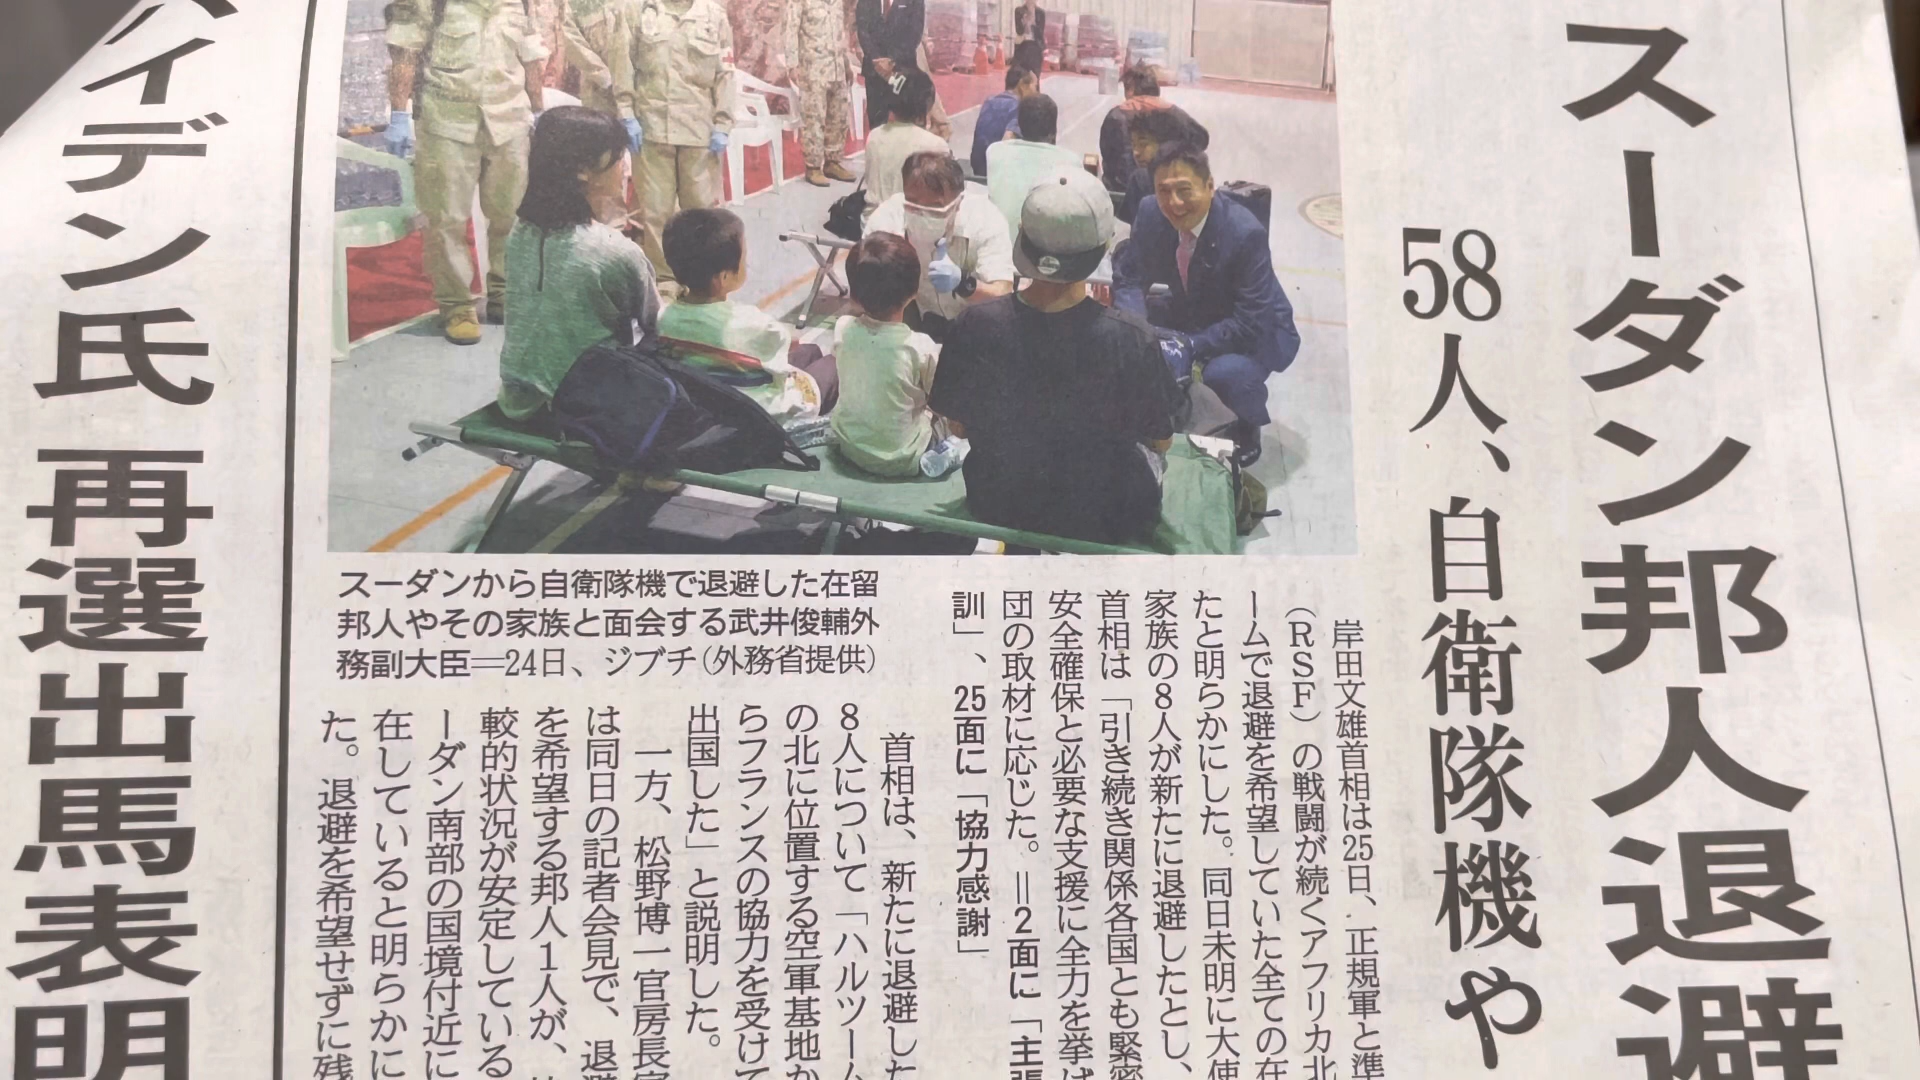 スーダン邦人退避
58人、自衛隊機や
スーダンから自衛隊機で退避した在留
邦人やその家族と面会する武井俊輔外
務副大臣＝24日、ジブチ（外務省提供）
岸田文雄首相は25日、正規軍と準
（ＲＳＦ）の戦闘が続くアフリカ北
ームで退避を希望していた全ての在
たと明らかにした。同日未明に大使
家族の8人が新たに退避したとし、
首相は「引き続き関係各国とも緊密
安全確保と必要な支援に全力を挙げ
団の取材に応じた。＝2面に「主張
訓」、25面に「協力感謝」
首相は、新たに退避した
8人について「ハルツーム
の北に位置する空軍基地か
らフランスの協力を受けて
出国した」と説明した。
一方、松野博一官房長官
は同日の記者会見で、退避
を希望する邦人1人が、
較的状況が安定している
ーダン南部の国境付近に
在していると明らかに
た。退避を希望せずに残
バイデン氏 再選出馬表明